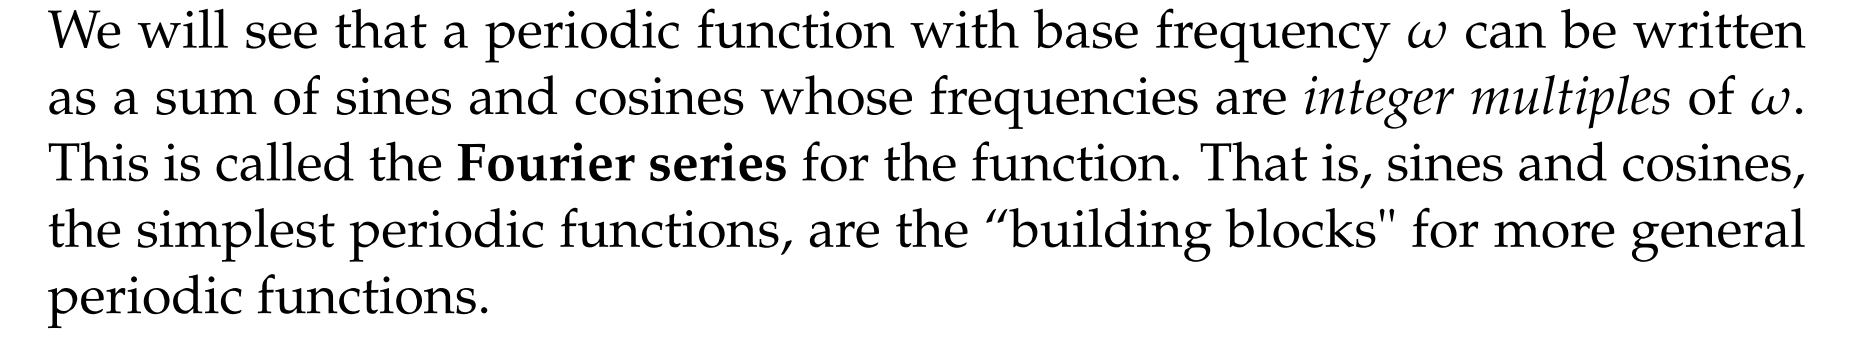 We will see that a periodic function with base frequency ω can be written
as a sum of sines and cosines whose frequencies are integer multiples of ω.
This is called the Fourier series for the function. That is, sines and cosines,
the simplest periodic functions, are the “building blocks" for more general
periodic functions.